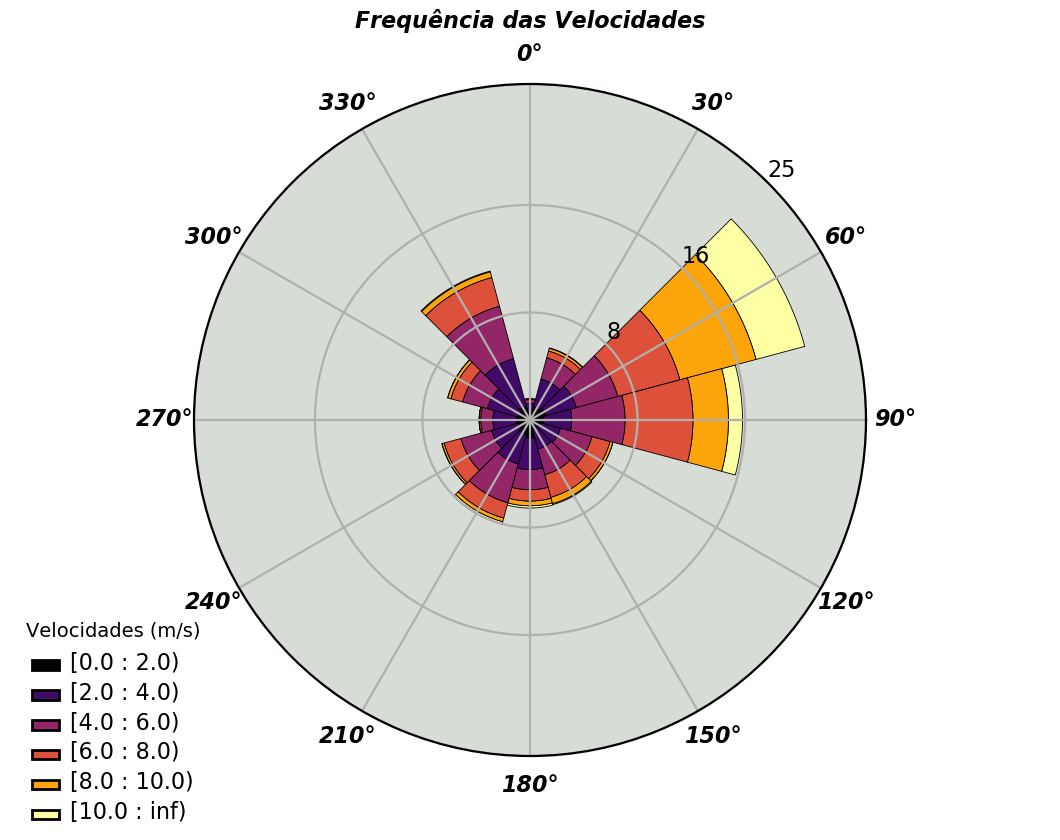 Frequência das Velocidades
0°
330°
30°
25
300°
60°
16
8
270°
90°
240°
120°
210°
150°
180°
Velocidades (m/s)
[0.0 : 2.0)
[2.0 : 4.0)
[4.0 : 6.0)
[6.0 : 8.0)
[8.0 : 10.0)
[10.0 : inf)